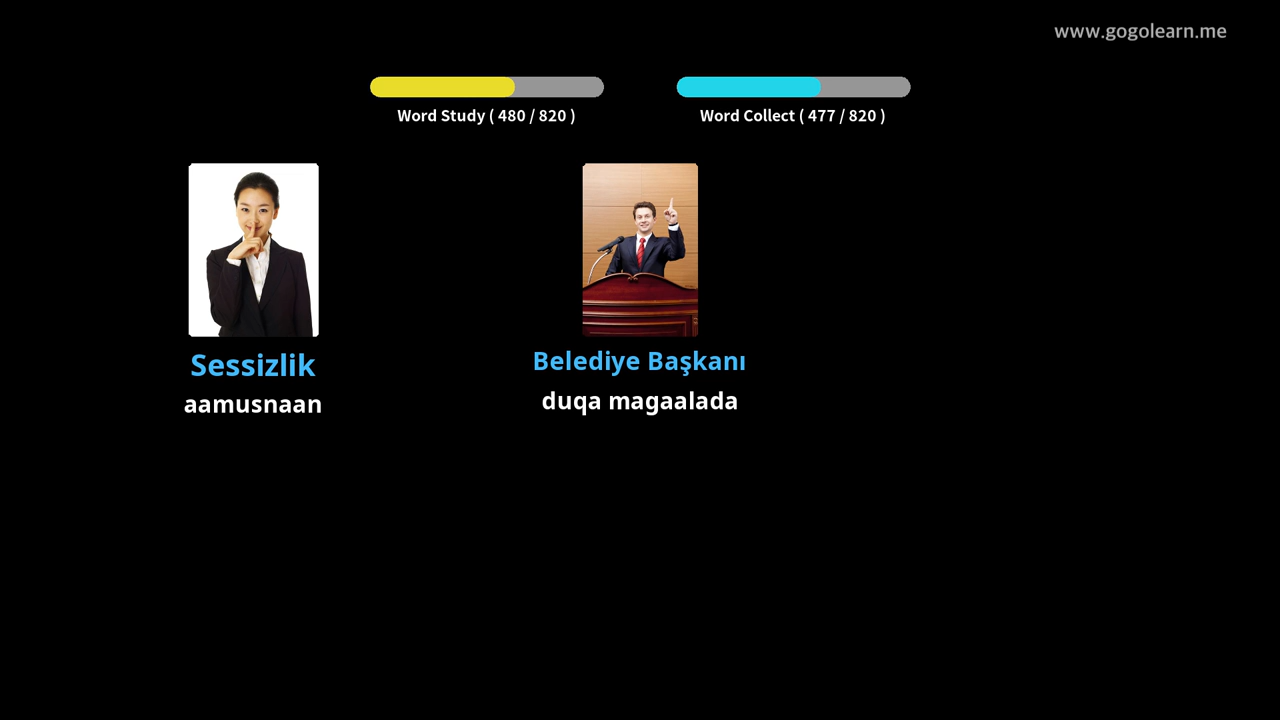 www.gogolearn.me
Word Study ( 480 / 820 )
Word Collect ( 477 / 820 )
Sessizlik
aamusnaan
Belediye Başkanı
duqa magaalada